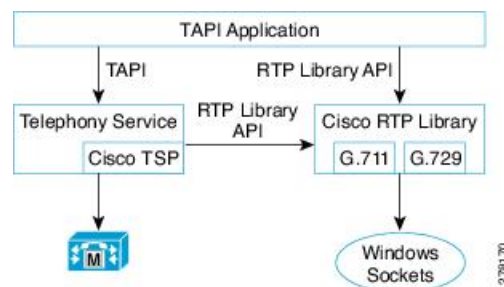 TAPI Application
TAPI
RTP Library API
Telephony Service
Cisco TSP
RTP Library
API
Cisco RTP Library
G.711
G.729
M
Windows
Sockets